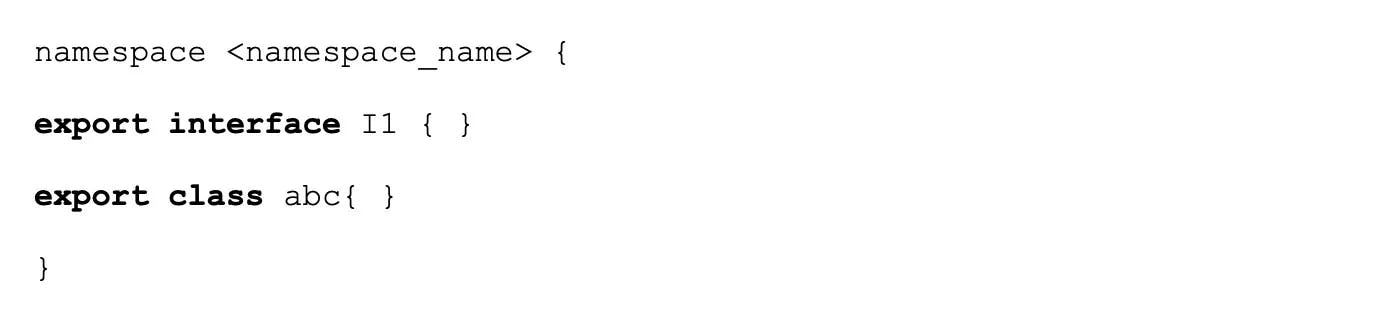 namespace <namespace_name> {
export interface I1 { }
export class abc{ }
}